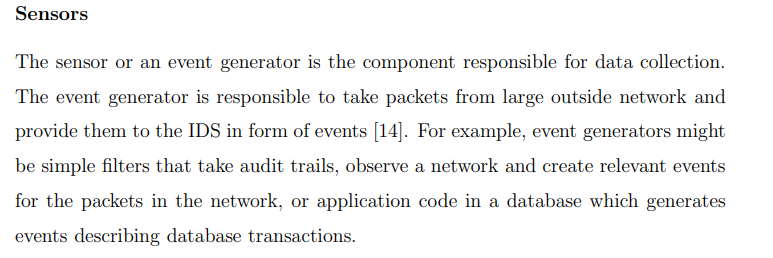 Sensors
The sensor or an event generator is the component responsible for data collection.
The event generator is responsible to take packets from large outside network and
provide them to the IDS in form of events [14]. For example, event generators might
be simple filters that take audit trails, observe a network and create relevant events
for the packets in the network, or application code in a database which generates
events describing database transactions.